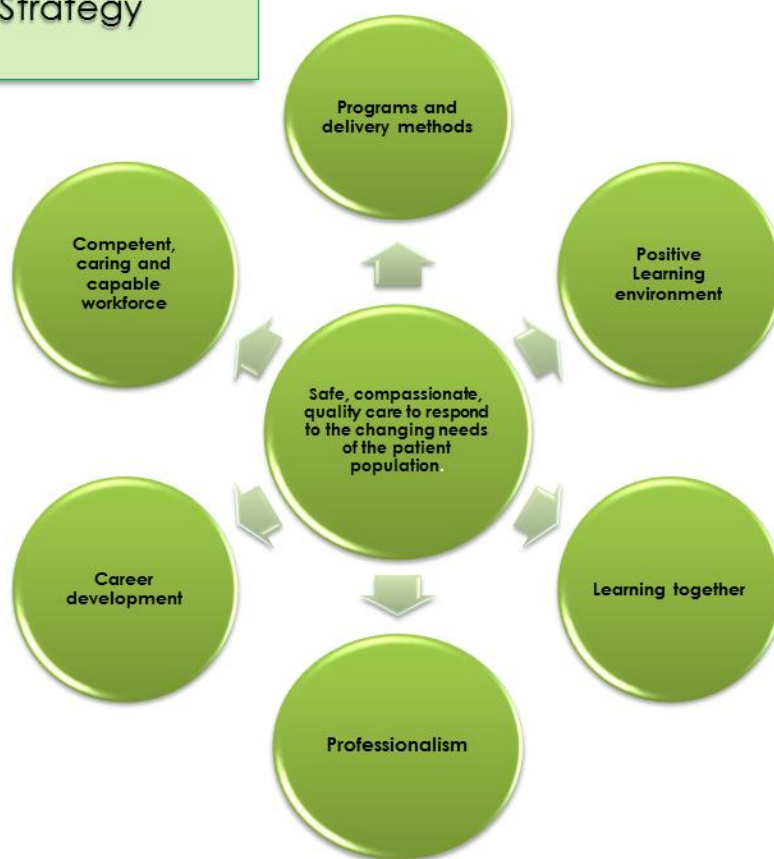 Strategy
Programs and
delivery methods
Competent,
caring and
capable
workforce
Positive
Learning
environment
Safe, compassionate,
quality care to respond
to the changing needs
of the patient
population.
Career
development
Learning together
Professionalism